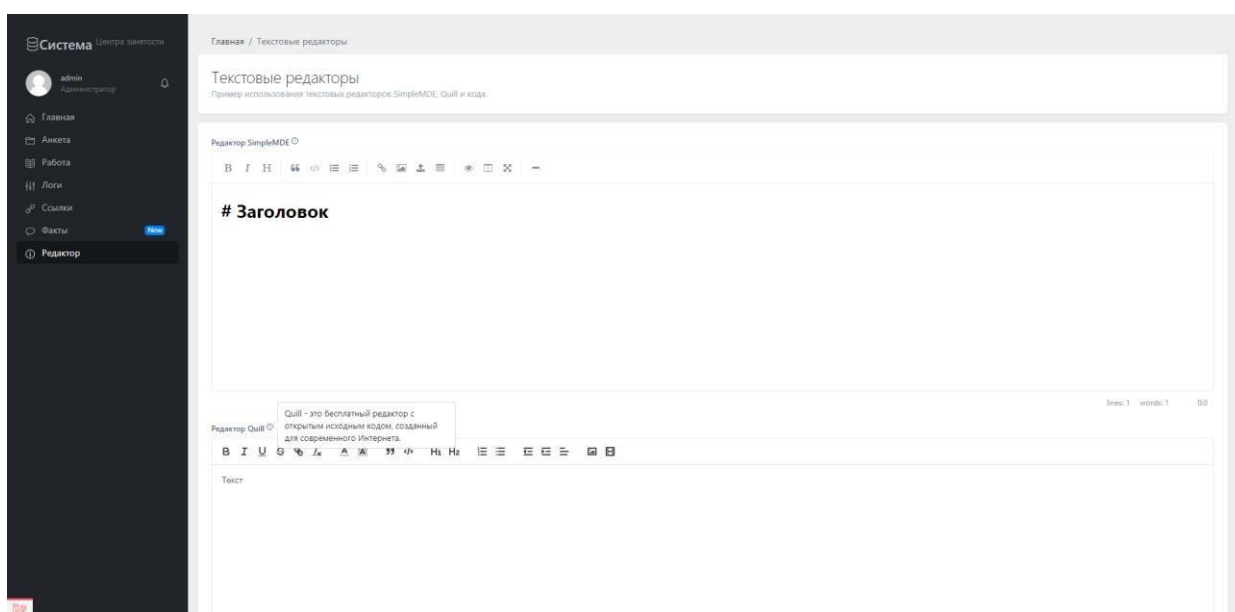 Система Центра занятости
admin
Администратор
Главная
Анкета
Работа
Логи
Ссылки
Факты New
Редактор
Главная / Текстовые редакторы
Текстовые редакторы
Пример использования текстовых редакторов SimpleMDE, Quill и кода.
Редактор SimpleMDE
B I H
# Заголовок
lines: 1 words: 1 0:0
Quill - это бесплатный редактор с
открытым исходным кодом, созданный
для современного Интернета.
Редактор Quill
B I U S A A H1 H2
Текст